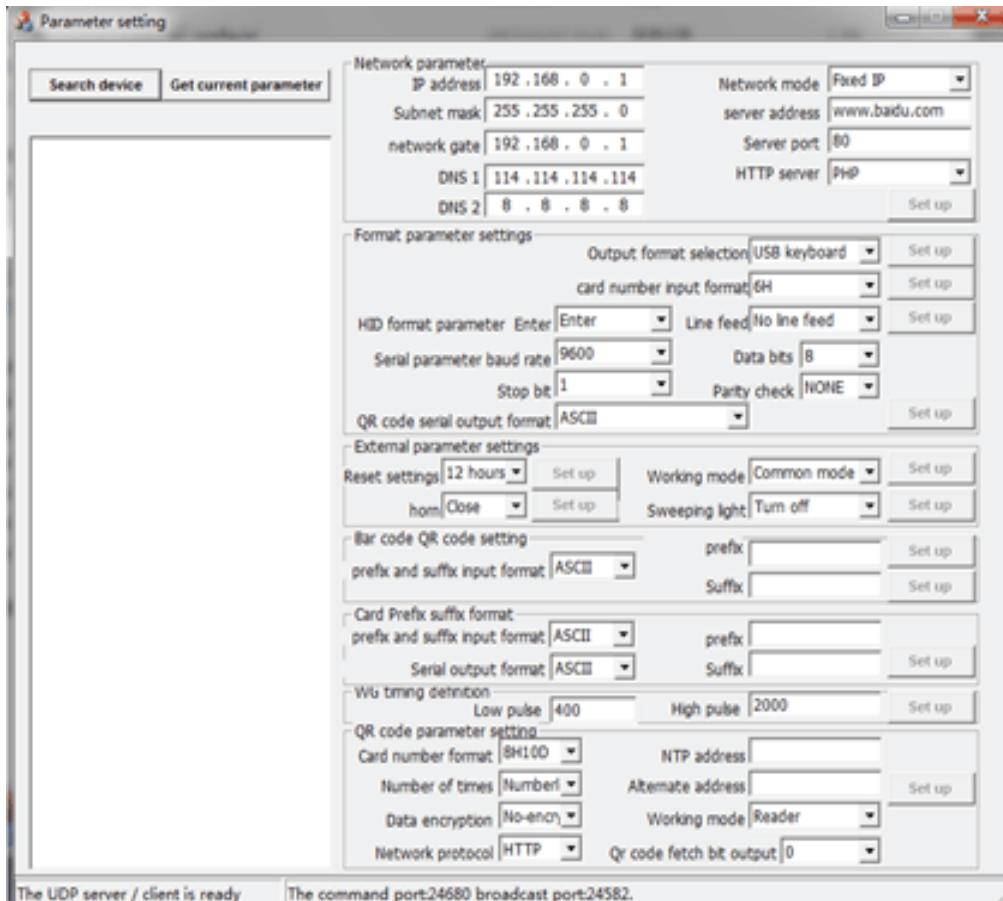 Parameter setting
Search device
Get current parameter
Network parameter
IP address 192 .168 . 0 . 1
Network mode Fixed IP
Subnet mask 255 .255 .255 . 0
server address www.baidu.com
network gate 192 .168 . 0 . 1
Server port 80
DNS 1 114 .114 .114 .114
HTTP server PHP
DNS 2 8 . 8 . 8 . 8
Set up
Format parameter settings
Output format selection USB keyboard Set up
card number input format 6H Set up
HID format parameter Enter Enter Line feed No line feed Set up
Serial parameter baud rate 9600 Data bits 8
Stop bit 1 Parity check NONE
QR code serial output format ASCII Set up
External parameter settings
Reset settings 12 hours Set up Working mode Common mode Set up
horn Close Set up Sweeping light Turn off Set up
Bar code QR code setting
prefix and suffix input format ASCII
prefix Set up
Suffix Set up
Card Prefix suffix format
prefix and suffix input format ASCII prefix
Serial output format ASCII Suffix Set up
WG timing definition
Low pulse 400 High pulse 2000 Set up
QR code parameter setting
Card number format 8H10D NTP address
Number of times Numberl Alternate address Set up
Data encryption No-encry Working mode Reader
Network protocol HTTP Qr code fetch bit output 0
The UDP server / client is ready
The command port:24680 broadcast port:24582.